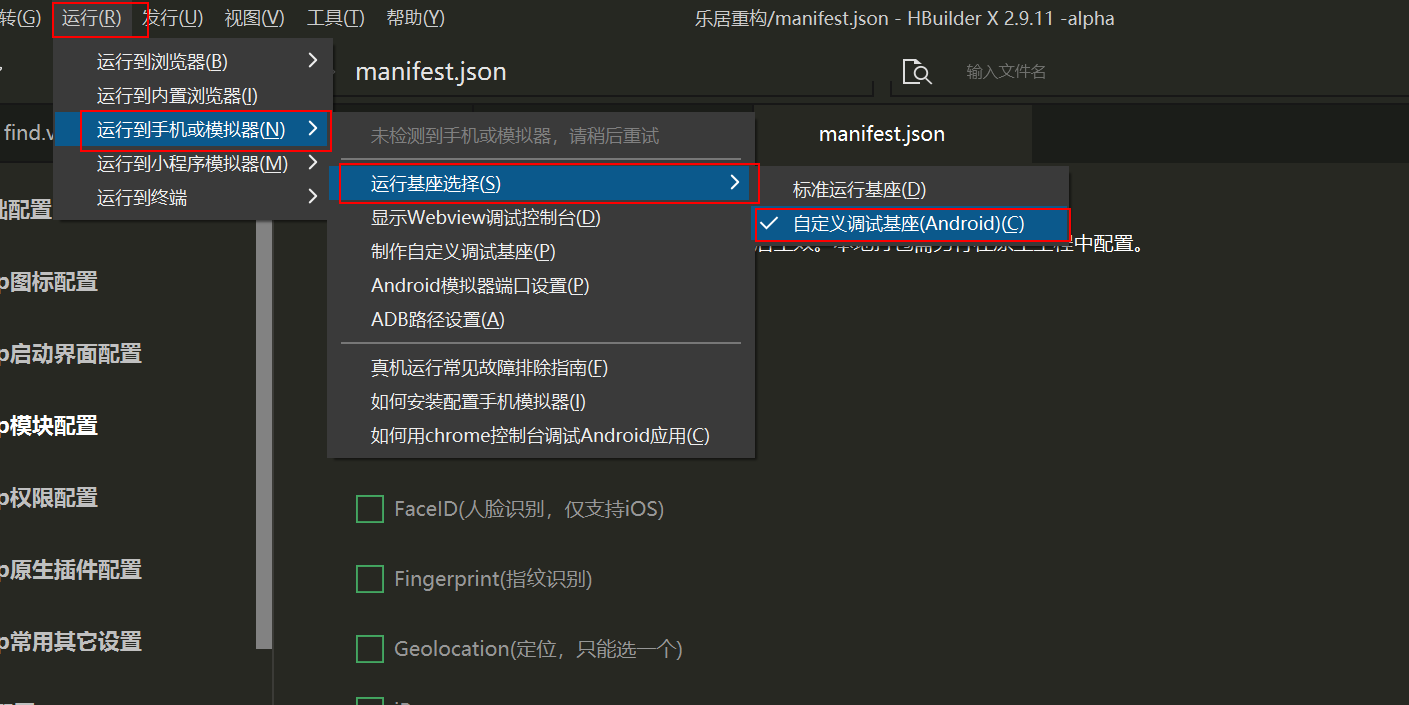 转(G) 运行(R) 发行(U) 视图(V) 工具(T) 帮助(Y) 乐居重构/manifest.json - HBuilder X 2.9.11 -alpha
manifest.json 输入文件名
find.v manifest.json
运行到浏览器(B)
运行到内置浏览器(I)
运行到手机或模拟器(N)
运行到小程序模拟器(M)
运行到终端
未检测到手机或模拟器，请稍后重试
运行基座选择(S)
显示Webview调试控制台(D)
制作自定义调试基座(P)
Android模拟器端口设置(P)
ADB路径设置(A)
真机运行常见故障排除指南(F)
如何安装配置手机模拟器(I)
如何用chrome控制台调试Android应用(C)
标准运行基座(D)
自定义调试基座(Android)(C)
中配置。
础配置
p图标配置
p启动界面配置
p模块配置
p权限配置
p原生插件配置
p常用其它设置
FaceID(人脸识别，仅支持iOS)
Fingerprint(指纹识别)
Geolocation(定位，只能选一个)